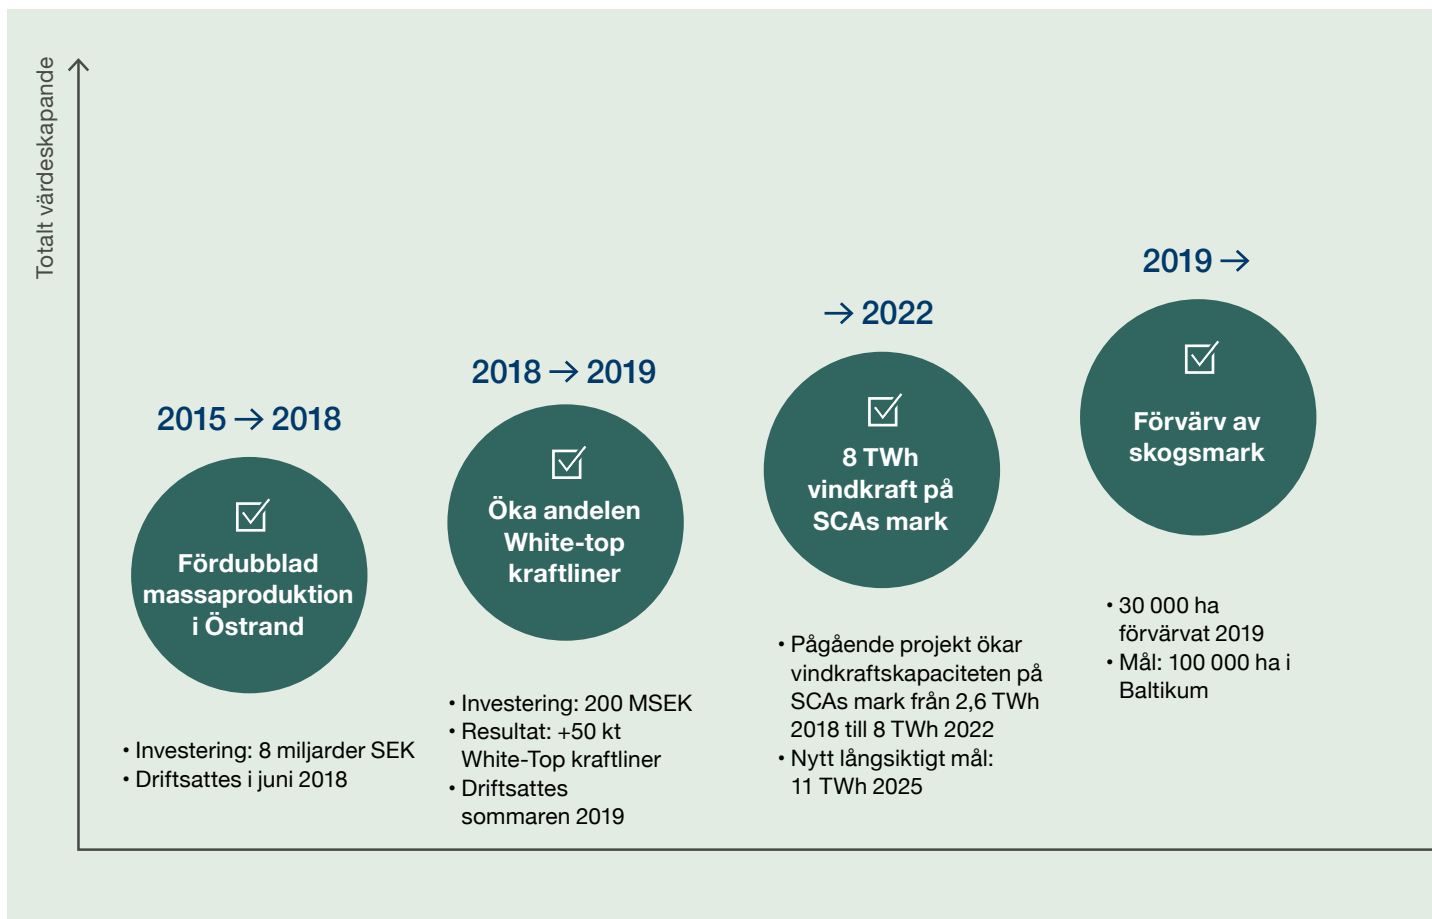 Totalt värdeskapande
2015 → 2018
Fördubblad
massaproduktion
i Östrand
• Investering: 8 miljarder SEK
• Driftsattes i juni 2018
2018 → 2019
Öka andelen
White-top
kraftliner
• Investering: 200 MSEK
• Resultat: +50 kt
White-Top kraftliner
• Driftsattes
sommaren 2019
→ 2022
8 TWh
vindkraft på
SCAs mark
• Pågående projekt ökar
vindkraftskapaciteten på
SCAs mark från 2,6 TWh
2018 till 8 TWh 2022
• Nytt långsiktigt mål:
11 TWh 2025
2019 →
Förvärv av
skogsmark
• 30 000 ha
förvärvat 2019
• Mål: 100 000 ha i
Baltikum